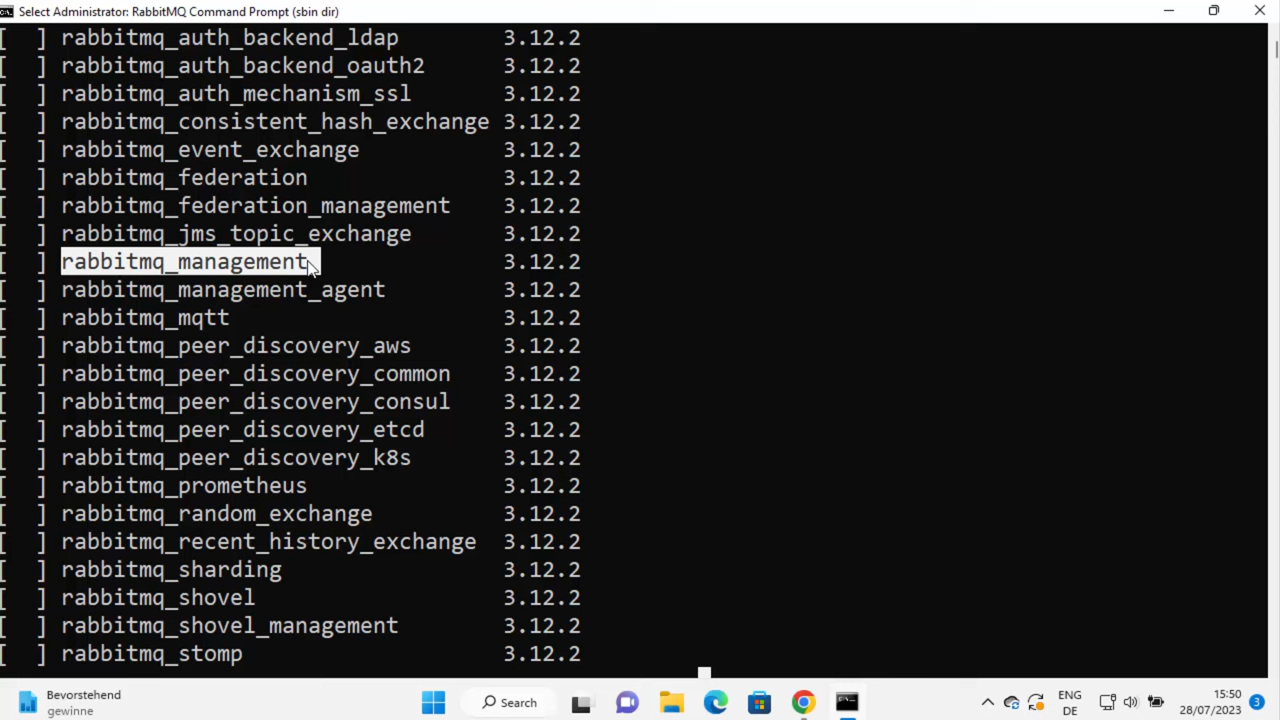 Select Administrator: RabbitMQ Command Prompt (sbin dir)
[  ] rabbitmq_auth_backend_ldap 3.12.2
[  ] rabbitmq_auth_backend_oauth2 3.12.2
[  ] rabbitmq_auth_mechanism_ssl 3.12.2
[  ] rabbitmq_consistent_hash_exchange 3.12.2
[  ] rabbitmq_event_exchange 3.12.2
[  ] rabbitmq_federation 3.12.2
[  ] rabbitmq_federation_management 3.12.2
[  ] rabbitmq_jms_topic_exchange 3.12.2
[  ] rabbitmq_management 3.12.2
[  ] rabbitmq_management_agent 3.12.2
[  ] rabbitmq_mqtt 3.12.2
[  ] rabbitmq_peer_discovery_aws 3.12.2
[  ] rabbitmq_peer_discovery_common 3.12.2
[  ] rabbitmq_peer_discovery_consul 3.12.2
[  ] rabbitmq_peer_discovery_etcd 3.12.2
[  ] rabbitmq_peer_discovery_k8s 3.12.2
[  ] rabbitmq_prometheus 3.12.2
[  ] rabbitmq_random_exchange 3.12.2
[  ] rabbitmq_recent_history_exchange 3.12.2
[  ] rabbitmq_sharding 3.12.2
[  ] rabbitmq_shovel 3.12.2
[  ] rabbitmq_shovel_management 3.12.2
[  ] rabbitmq_stomp 3.12.2
Bevorstehend
gewinne
Search
ENG
DE
15:50
28/07/2023
3